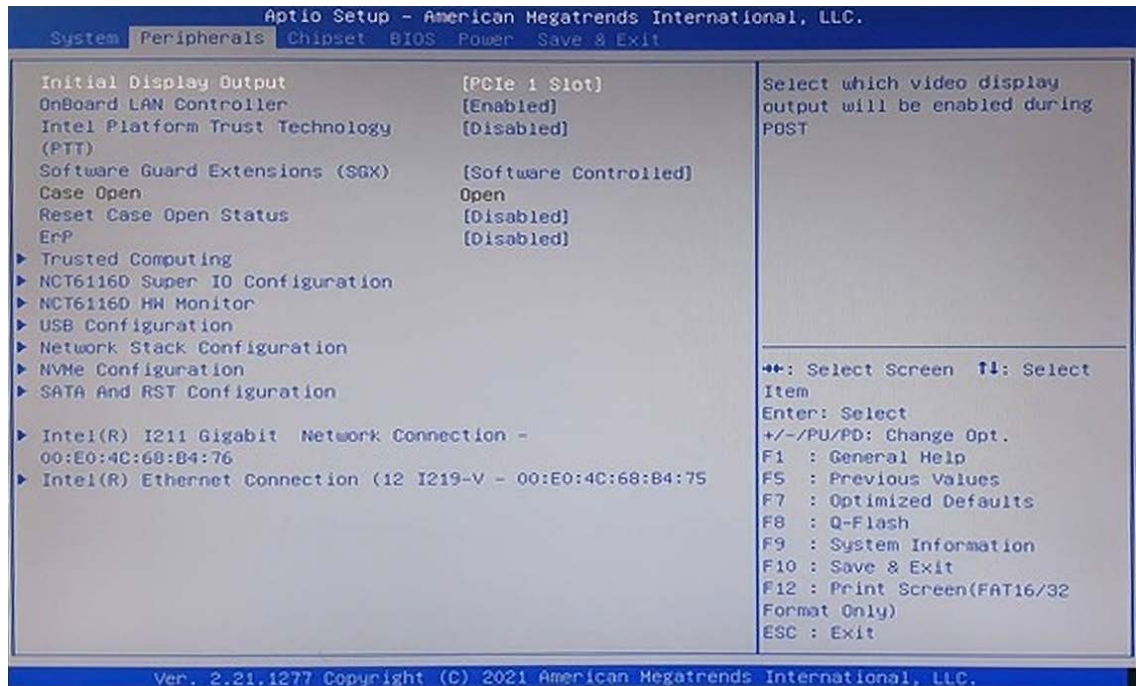 Aptio Setup – American Megatrends International, LLC.
System Peripherals Chipset BIOS Power Save & Exit
Initial Display Output [PCIe 1 Slot]
OnBoard LAN Controller [Enabled]
Intel Platform Trust Technology [Disabled]
(PTT)
Software Guard Extensions (SGX) [Software Controlled]
Case Open Open
Reset Case Open Status [Disabled]
ErP [Disabled]
Trusted Computing
NCT6116D Super IO Configuration
NCT6116D HW Monitor
USB Configuration
Network Stack Configuration
NVMe Configuration
SATA And RST Configuration
Intel(R) I211 Gigabit Network Connection –
00:E0:4C:68:B4:76
Intel(R) Ethernet Connection (12 I219-V – 00:E0:4C:68:B4:75
Select which video display
output will be enabled during
POST
→←: Select Screen ↑↓: Select
Item
Enter: Select
+/-/PU/PD: Change Opt.
F1 : General Help
F5 : Previous Values
F7 : Optimized Defaults
F8 : Q-Flash
F9 : System Information
F10 : Save & Exit
F12 : Print Screen(FAT16/32
Format Only)
ESC : Exit
Ver. 2.21.1277 Copyright (C) 2021 American Megatrends International, LLC.